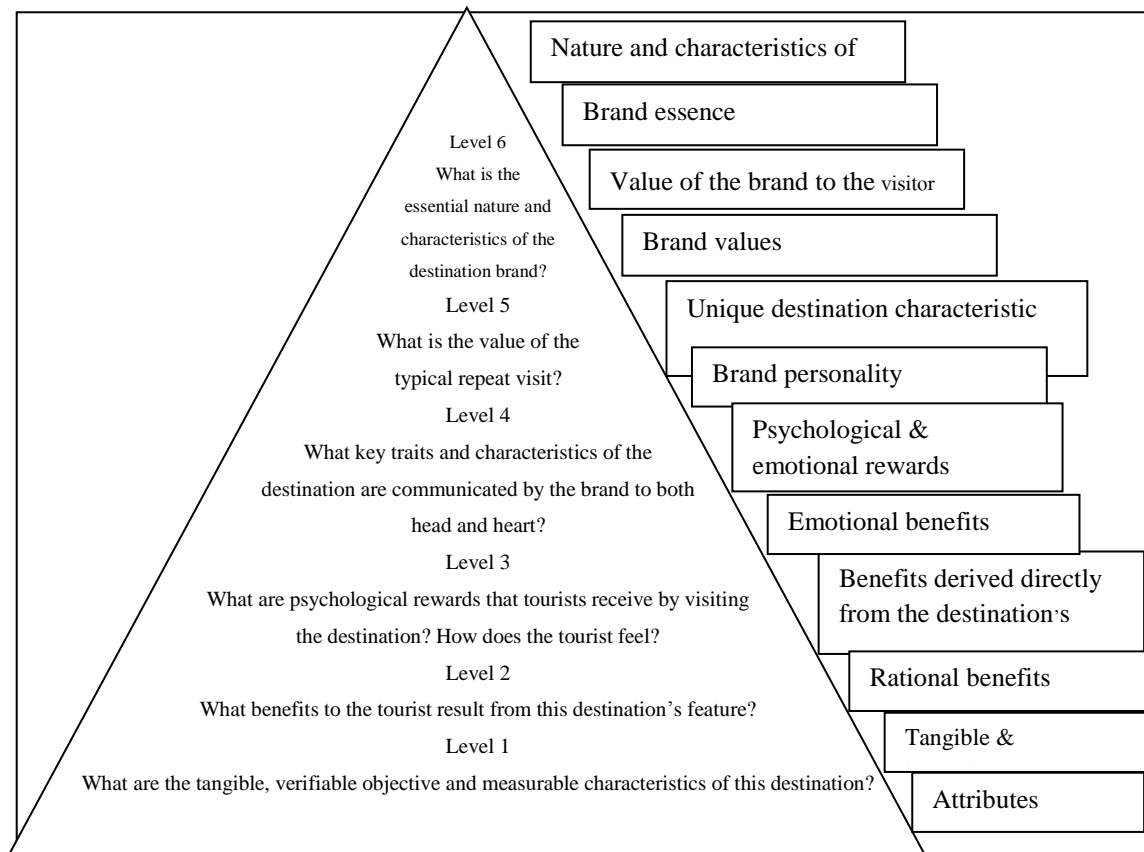 Level 6
What is the
essential nature and
characteristics of the
destination brand?
Level 5
What is the value of the
typical repeat visit?
Level 4
What key traits and characteristics of the
destination are communicated by the brand to both
head and heart?
Level 3
What are psychological rewards that tourists receive by visiting
the destination? How does the tourist feel?
Level 2
What benefits to the tourist result from this destination’s feature?
Level 1
What are the tangible, verifiable objective and measurable characteristics of this destination?
Nature and characteristics of
Brand essence
Value of the brand to the visitor
Brand values
Unique destination characteristic
Brand personality
Psychological &
emotional rewards
Emotional benefits
Benefits derived directly
from the destination’s
Rational benefits
Tangible &
Attributes